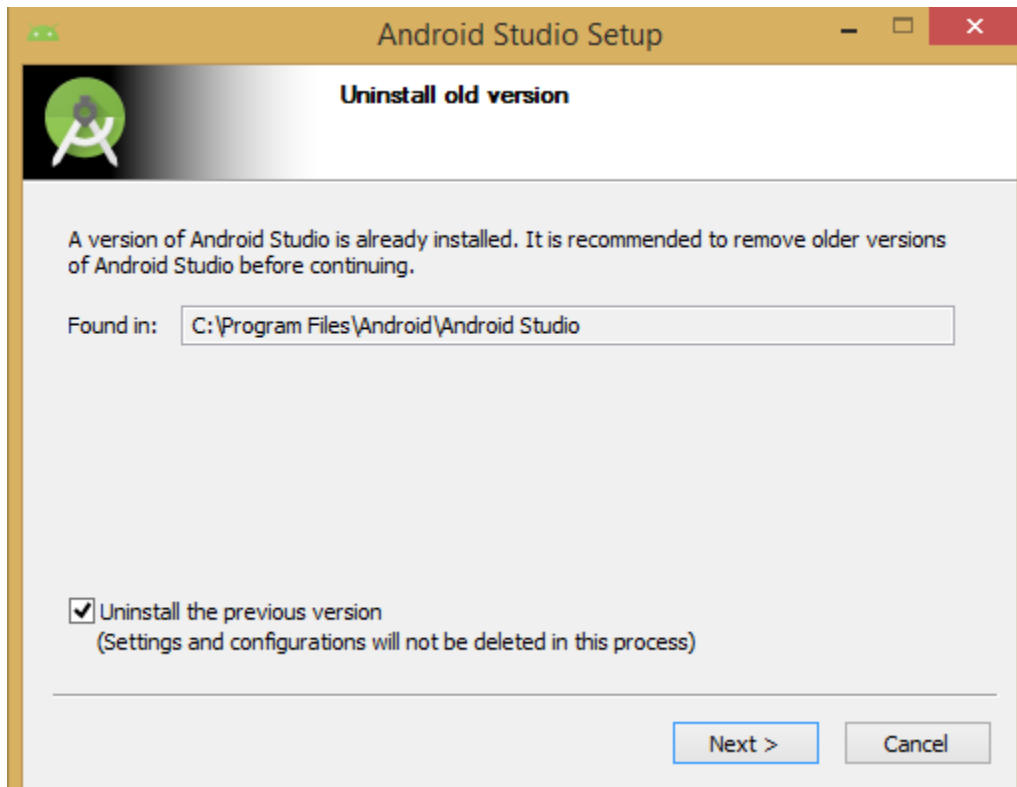 Android Studio Setup
Uninstall old version
A version of Android Studio is already installed. It is recommended to remove older versions
of Android Studio before continuing.
Found in: C:\Program Files\Android\Android Studio
Uninstall the previous version
(Settings and configurations will not be deleted in this process)
Next > Cancel